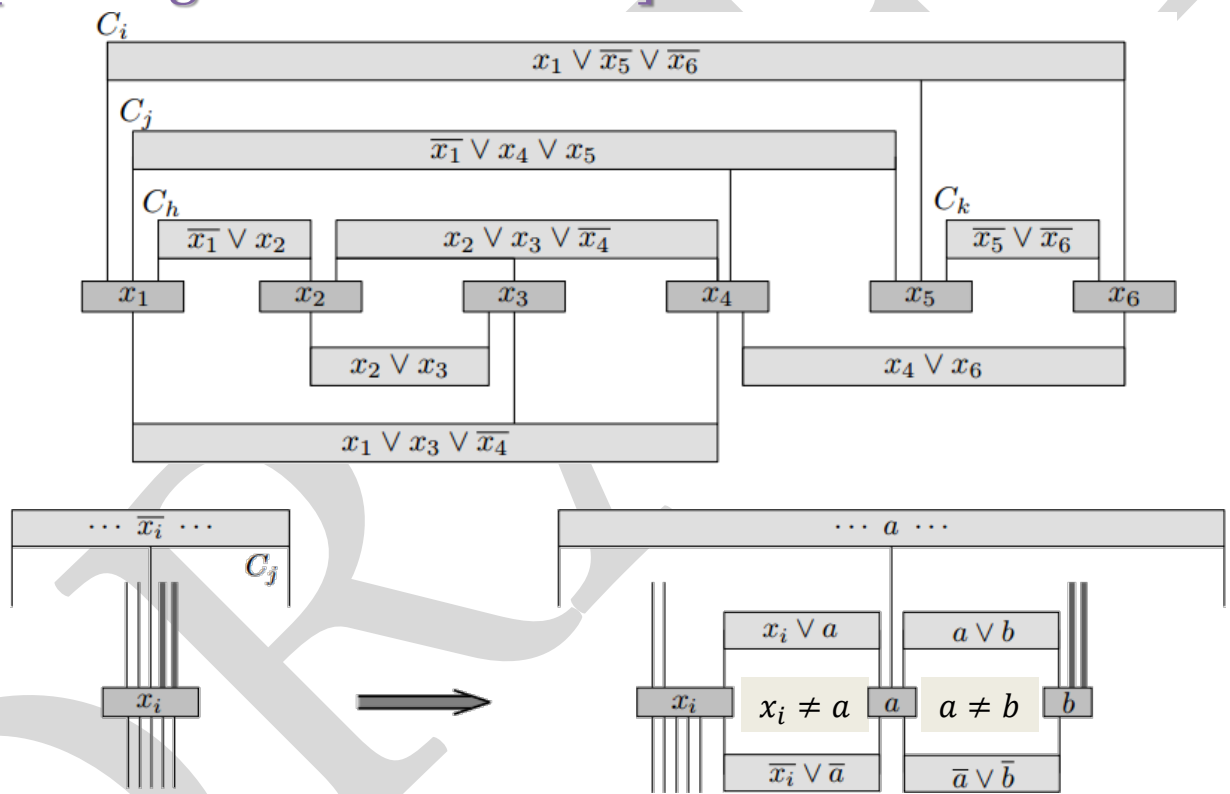 C_i
x_1 ∨ \overline{x_5} ∨ \overline{x_6}
C_j
\overline{x_1} ∨ x_4 ∨ x_5
C_h
C_k
\overline{x_1} ∨ x_2
x_2 ∨ x_3 ∨ \overline{x_4}
\overline{x_5} ∨ \overline{x_6}
x_1
x_2
x_3
x_4
x_5
x_6
x_2 ∨ x_3
x_4 ∨ x_6
x_1 ∨ x_3 ∨ \overline{x_4}
⋯ \overline{x_i} ⋯
C_j
x_i
⋯ a ⋯
x_i ∨ a
a ∨ b
x_i
x_i ≠ a
a
a ≠ b
b
\overline{x_i} ∨ \overline{a}
\overline{a} ∨ \overline{b}